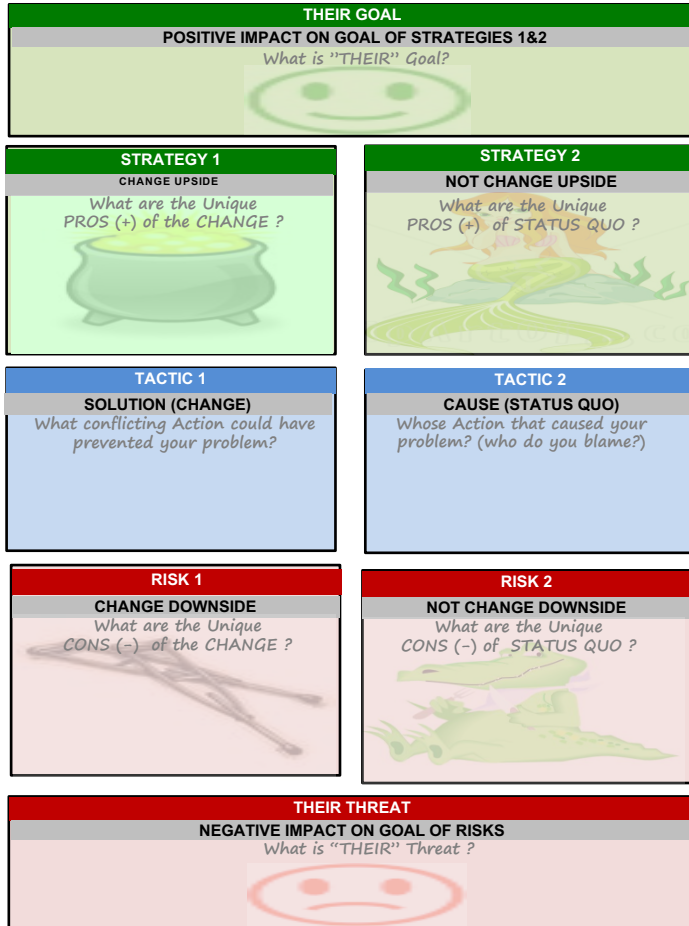 THEIR GOAL
POSITIVE IMPACT ON GOAL OF STRATEGIES 1&2
What is ”THEIR” Goal?
STRATEGY 1
CHANGE UPSIDE
What are the Unique
PROS (+) of the CHANGE ?
STRATEGY 2
NOT CHANGE UPSIDE
What are the Unique
PROS (+) of STATUS QUO ?
TACTIC 1
SOLUTION (CHANGE)
What conflicting Action could have
prevented your problem?
TACTIC 2
CAUSE (STATUS QUO)
Whose Action that caused your
problem? (who do you blame?)
RISK 1
CHANGE DOWNSIDE
What are the Unique
CONS (-) of the CHANGE ?
RISK 2
NOT CHANGE DOWNSIDE
What are the Unique
CONS (-) of STATUS QUO ?
THEIR THREAT
NEGATIVE IMPACT ON GOAL OF RISKS
What is “THEIR” Threat ?